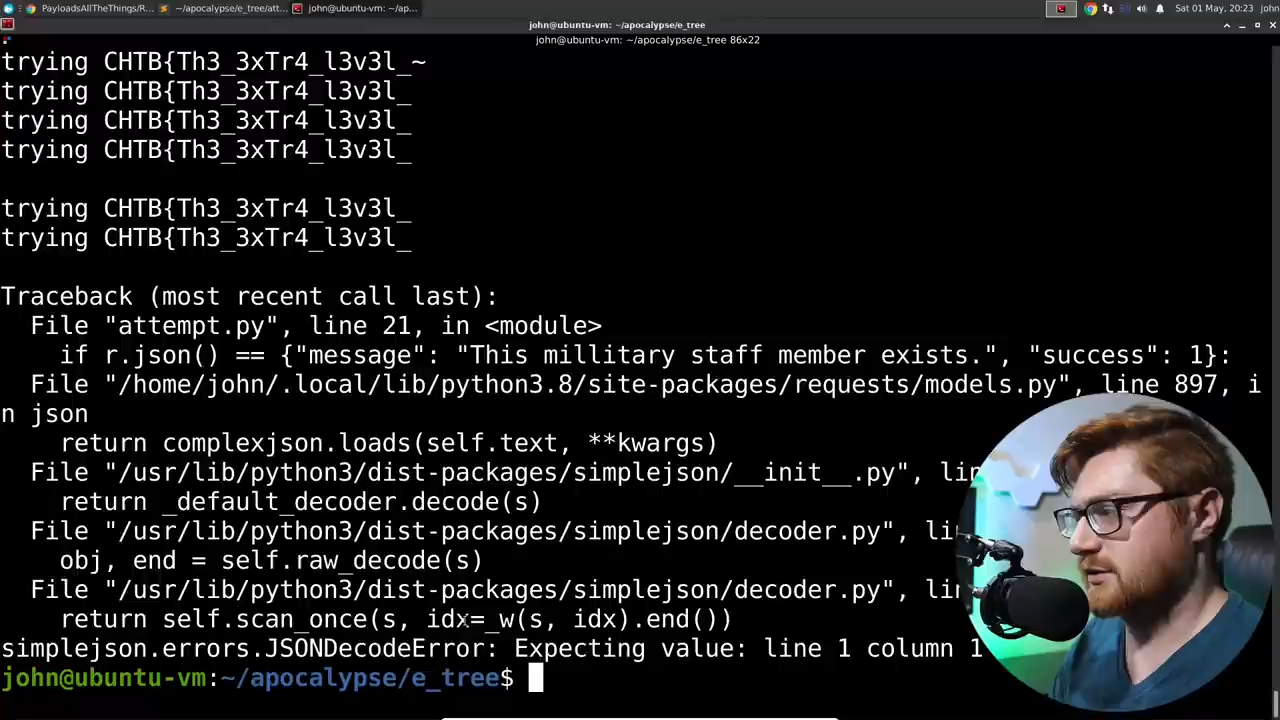 PayloadsAllTheThings/R...
~/apocalypse/e_tree/att...
john@ubuntu-vm: ~/ap...
Sat 01 May, 20:23
john
john@ubuntu-vm: ~/apocalypse/e_tree
john@ubuntu-vm: ~/apocalypse/e_tree 86x22
trying CHTB{Th3_3xTr4_l3v3l_~
trying CHTB{Th3_3xTr4_l3v3l_
trying CHTB{Th3_3xTr4_l3v3l_
trying CHTB{Th3_3xTr4_l3v3l_
trying CHTB{Th3_3xTr4_l3v3l_
trying CHTB{Th3_3xTr4_l3v3l_
Traceback (most recent call last):
File "attempt.py", line 21, in <module>
if r.json() == {"message": "This millitary staff member exists.", "success": 1}:
File "/home/john/.local/lib/python3.8/site-packages/requests/models.py", line 897, i
n json
return complexjson.loads(self.text, **kwargs)
File "/usr/lib/python3/dist-packages/simplejson/__init__.py", lin
return _default_decoder.decode(s)
File "/usr/lib/python3/dist-packages/simplejson/decoder.py", li
obj, end = self.raw_decode(s)
File "/usr/lib/python3/dist-packages/simplejson/decoder.py", li
return self.scan_once(s, idx=_w(s, idx).end())
simplejson.errors.JSONDecodeError: Expecting value: line 1 column 1
john@ubuntu-vm:~/apocalypse/e_tree$